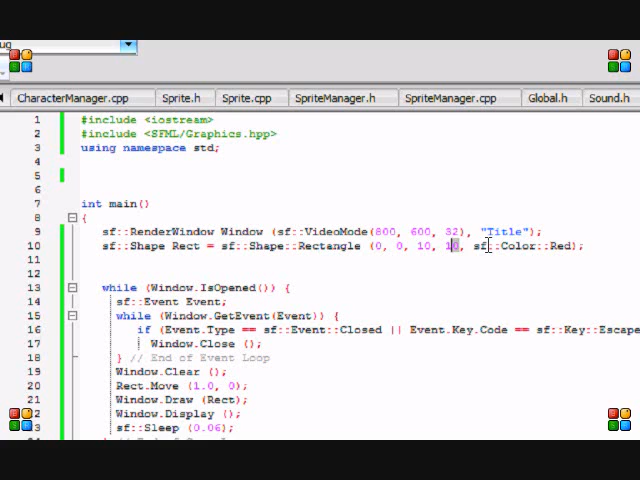 ug
CharacterManager.cpp Sprite.h Sprite.cpp SpriteManager.h SpriteManager.cpp Global.h Sound.h
1 #include <iostream>
2 #include <SFML/Graphics.hpp>
3 using namespace std;
4
5
6
7 int main()
8 {
9 sf::RenderWindow Window (sf::VideoMode(800, 600, 32), "Title");
10 sf::Shape Rect = sf::Shape::Rectangle (0, 0, 10, 10, sf::Color::Red);
11
12
13 while (Window.IsOpened()) {
14 sf::Event Event;
15 while (Window.GetEvent(Event)) {
16 if (Event.Type == sf::Event::Closed || Event.Key.Code == sf::Key::Escape
17 Window.Close ();
18 } // End of Event Loop
19 Window.Clear ();
20 Rect.Move (1.0, 0);
21 Window.Draw (Rect);
2 Window.Display ();
3 sf::Sleep (0.06);